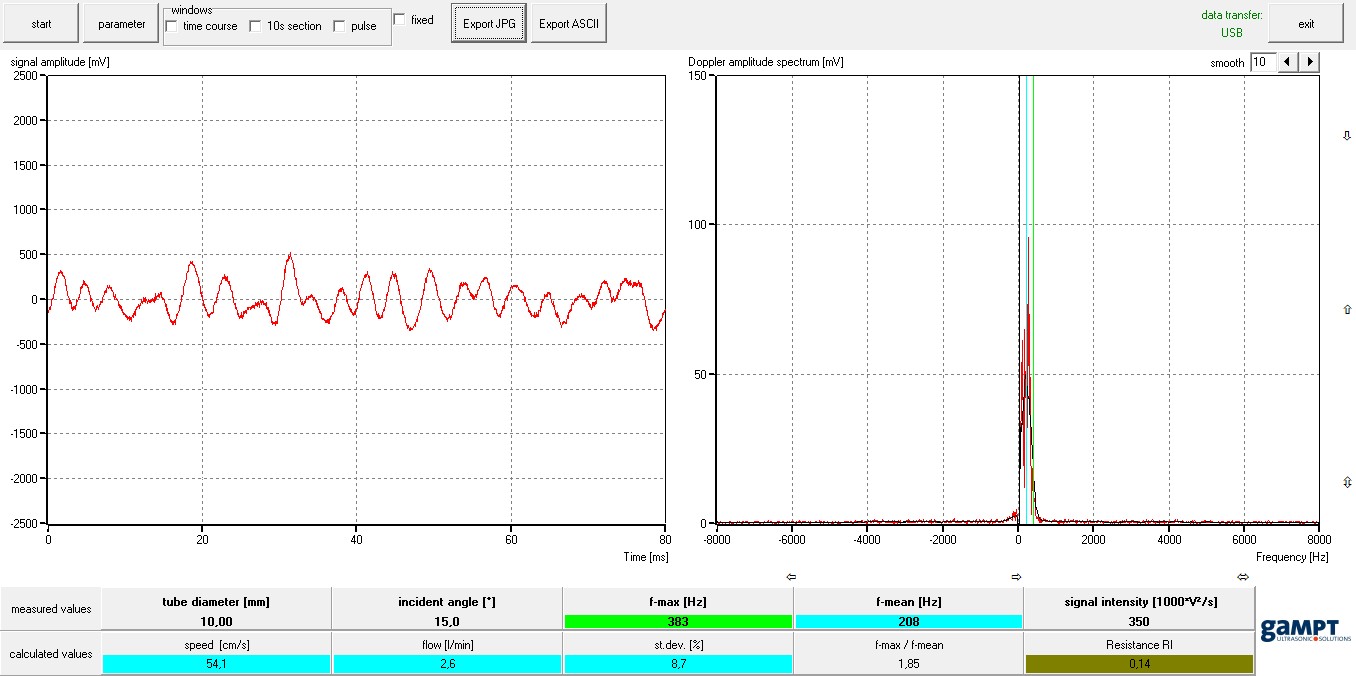 start parameter windows time course 10s section pulse fixed Export JPG Export ASCII data transfer: USB exit
signal amplitude [mV]
2500
2000
1500
1000
500
0
-500
-1000
-1500
-2000
-2500
0 20 40 60 80
Time [ms]
Doppler amplitude spectrum [mV] smooth 10
150
100
50
0
-8000 -6000 -4000 -2000 0 2000 4000 6000 8000
Frequency [Hz]
measured values tube diameter [mm] incident angle [°] f-max [Hz] f-mean [Hz] signal intensity [1000*V²/s]
10,00 15,0 383 208 350
calculated values speed [cm/s] flow [l/min] st.dev. [%] f-max / f-mean Resistance RI
54,1 2,6 8,7 1,85 0,14
gAMPT
ULTRASONIC SOLUTIONS